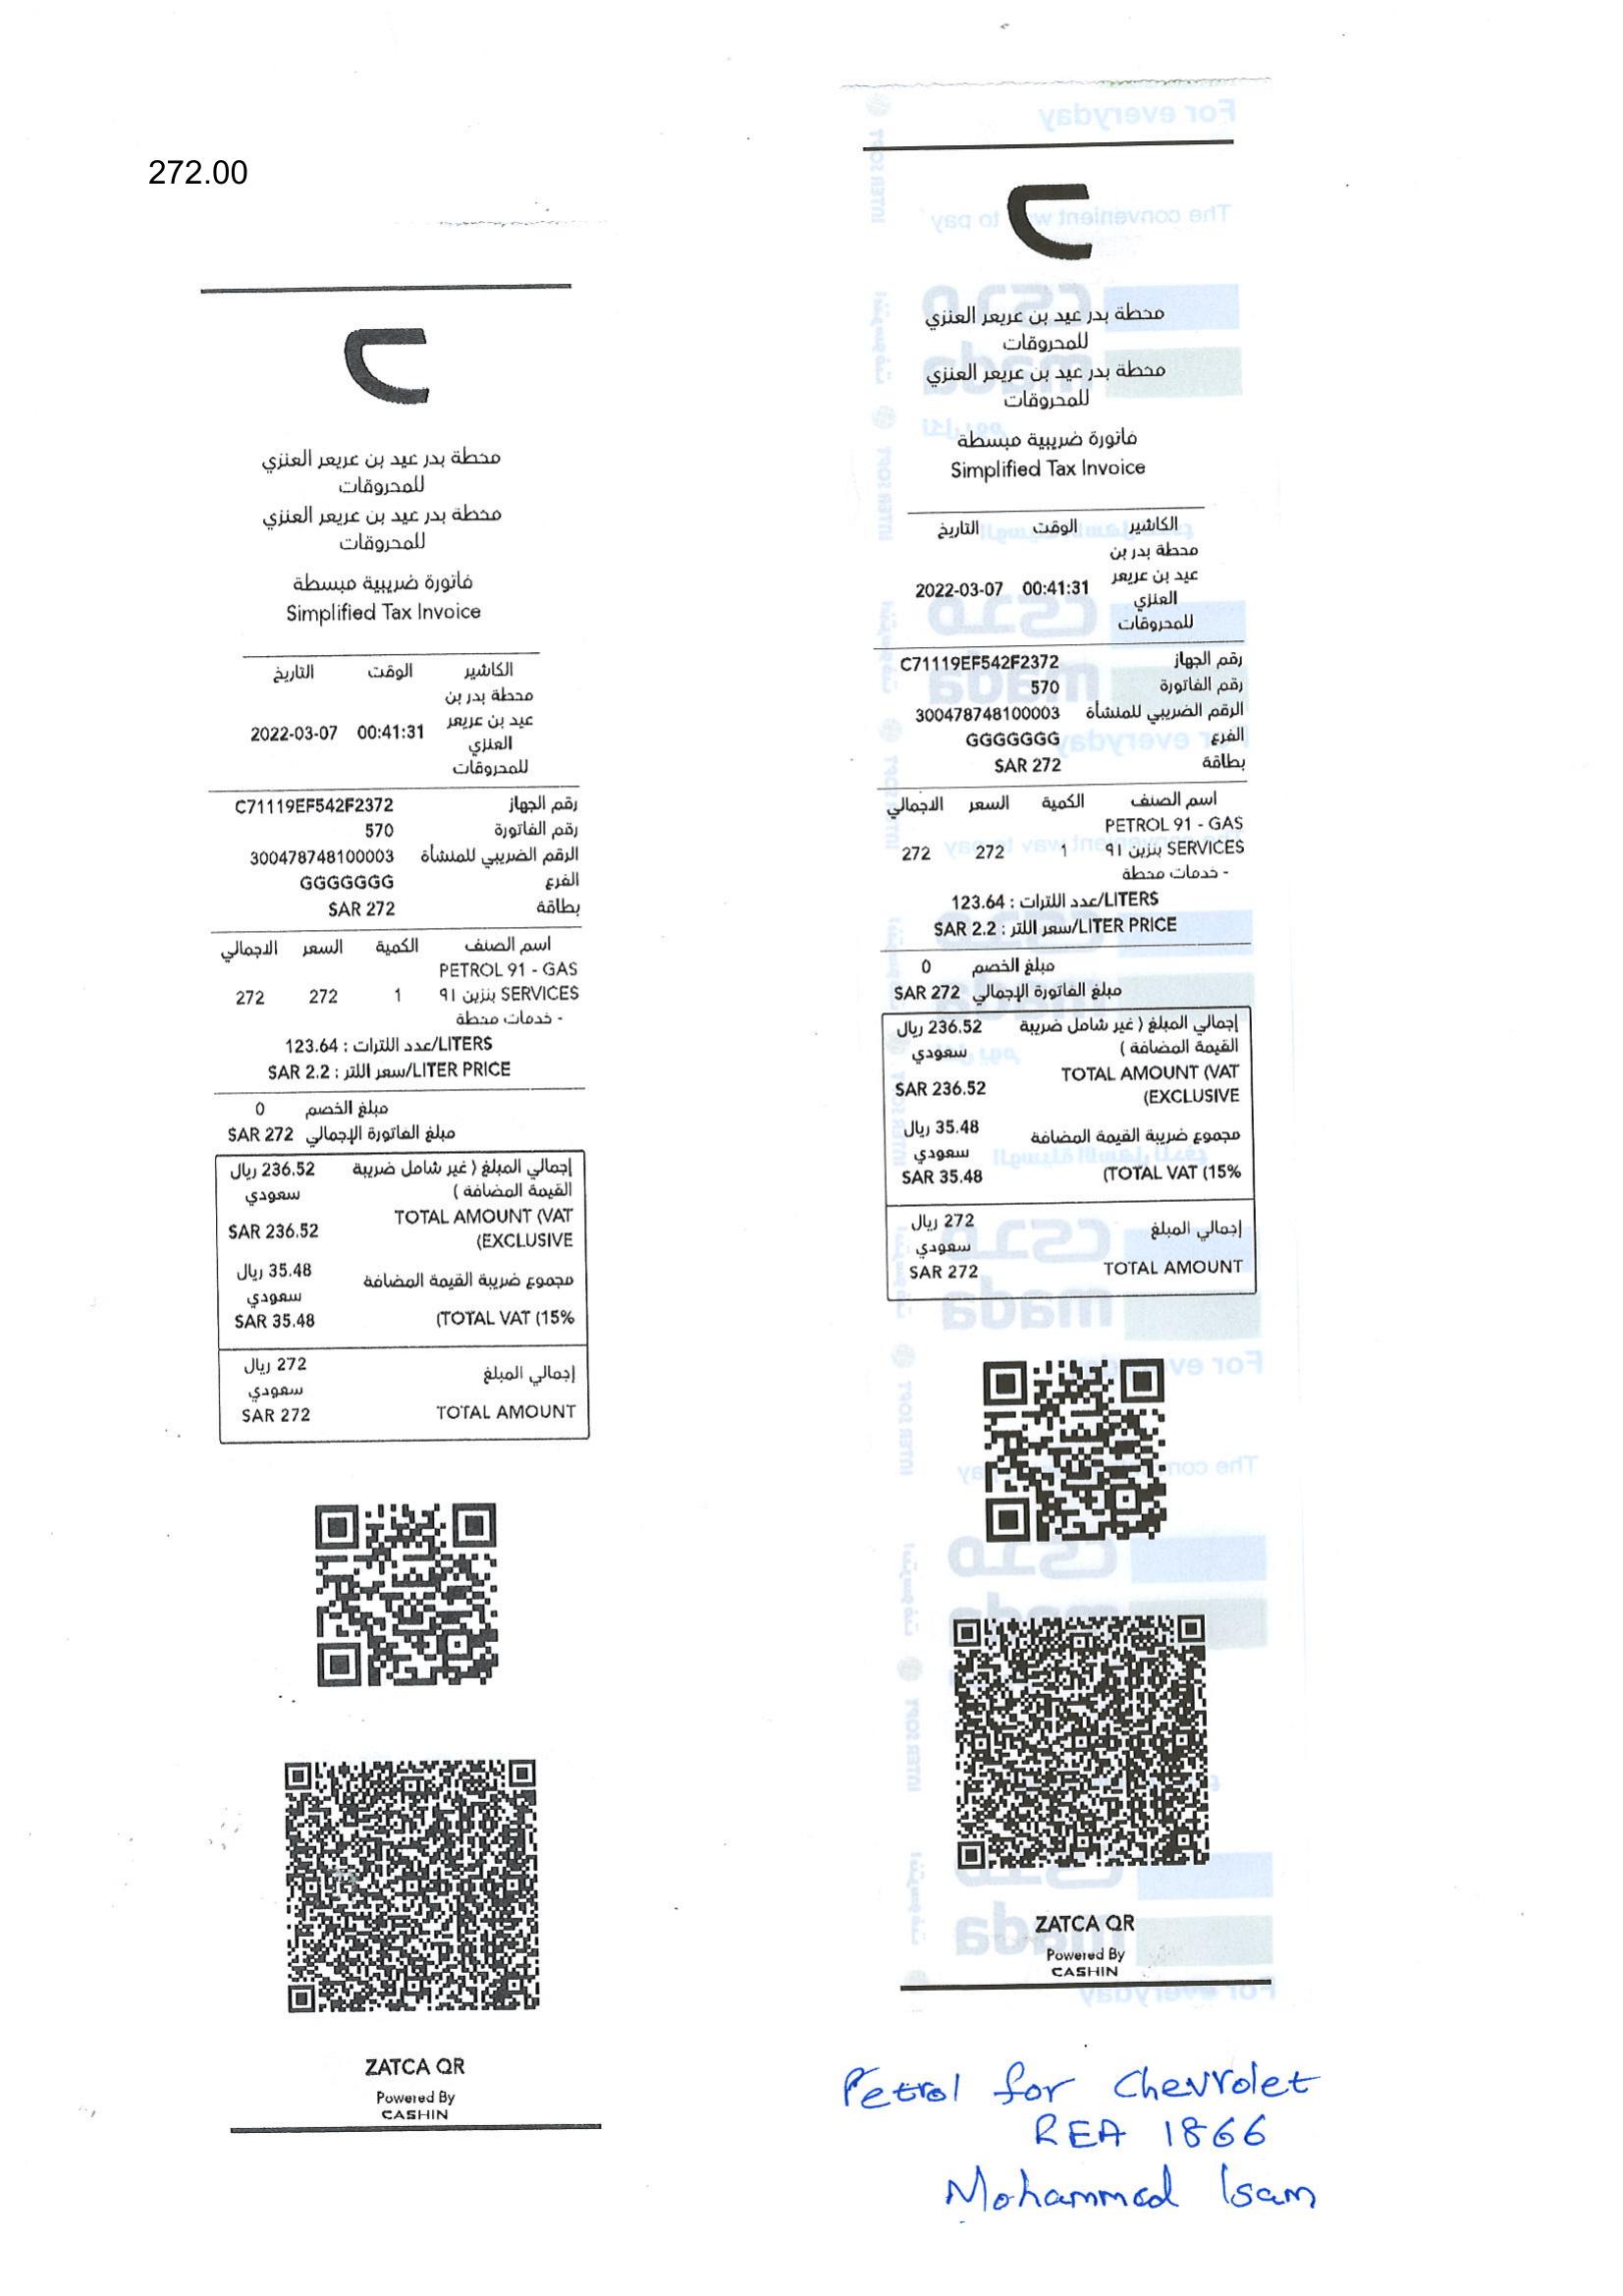 272.00
محطة بدر عيد بن عريعر العنزي
للمحروقات
محطة بدر عيد بن عريعر العنزي
للمحروقات
فاتورة ضريبية مبسطة
Simplified Tax Invoice
الكاشير الوقت التاريخ
محطة بدر بن
عيد بن عريعر
2022-03-07 00:41:31
العنزي
للمحروقات
رقم الجهاز C71119EF542F2372
رقم الفاتورة 570
الرقم الضريبي للمنشأة 300478748100003
الفرع GGGGGGG
بطاقة SAR 272
اسم الصنف الكمية السعر الاجمالي
PETROL 91 - GAS
SERVICES بنزين ٩١ 1 272 272
- خدمات محطة
LITERS/عدد اللترات : 123.64
LITER PRICE/سعر اللتر : SAR 2.2
مبلغ الخصم 0
مبلغ الفاتورة الإجمالي SAR 272
إجمالي المبلغ ( غير شامل ضريبة 236.52 ريال
القيمة المضافة ) سعودي
TOTAL AMOUNT (VAT
SAR 236.52
(EXCLUSIVE
35.48 ريال
مجموع ضريبة القيمة المضافة
سعودي
(TOTAL VAT (15% SAR 35.48
272 ريال
إجمالي المبلغ
سعودي
TOTAL AMOUNT SAR 272
ZATCA QR
Powered By
CASHIN
For everyday
The convenient way to pay
محطة بدر عيد بن عريعر العنزي
للمحروقات
محطة بدر عيد بن عريعر العنزي
للمحروقات
فاتورة ضريبية مبسطة
Simplified Tax Invoice
الكاشير الوقت التاريخ
محطة بدر بن
عيد بن عريعر
2022-03-07 00:41:31
العنزي
للمحروقات
رقم الجهاز C71119EF542F2372
رقم الفاتورة 570
الرقم الضريبي للمنشأة 300478748100003
الفرع GGGGGGG
بطاقة SAR 272
اسم الصنف الكمية السعر الاجمالي
PETROL 91 - GAS
SERVICES بنزين ٩١ 1 272 272
- خدمات محطة
LITERS/عدد اللترات : 123.64
LITER PRICE/سعر اللتر : SAR 2.2
مبلغ الخصم 0
مبلغ الفاتورة الإجمالي SAR 272
إجمالي المبلغ ( غير شامل ضريبة 236.52 ريال
القيمة المضافة ) سعودي
TOTAL AMOUNT (VAT
SAR 236.52
(EXCLUSIVE
35.48 ريال
مجموع ضريبة القيمة المضافة
سعودي
(TOTAL VAT (15% SAR 35.48
272 ريال
إجمالي المبلغ
سعودي
TOTAL AMOUNT SAR 272
ZATCA QR
Powered By
CASHIN
Petrol for Chevrolet
REA 1866
Mohammed Isam